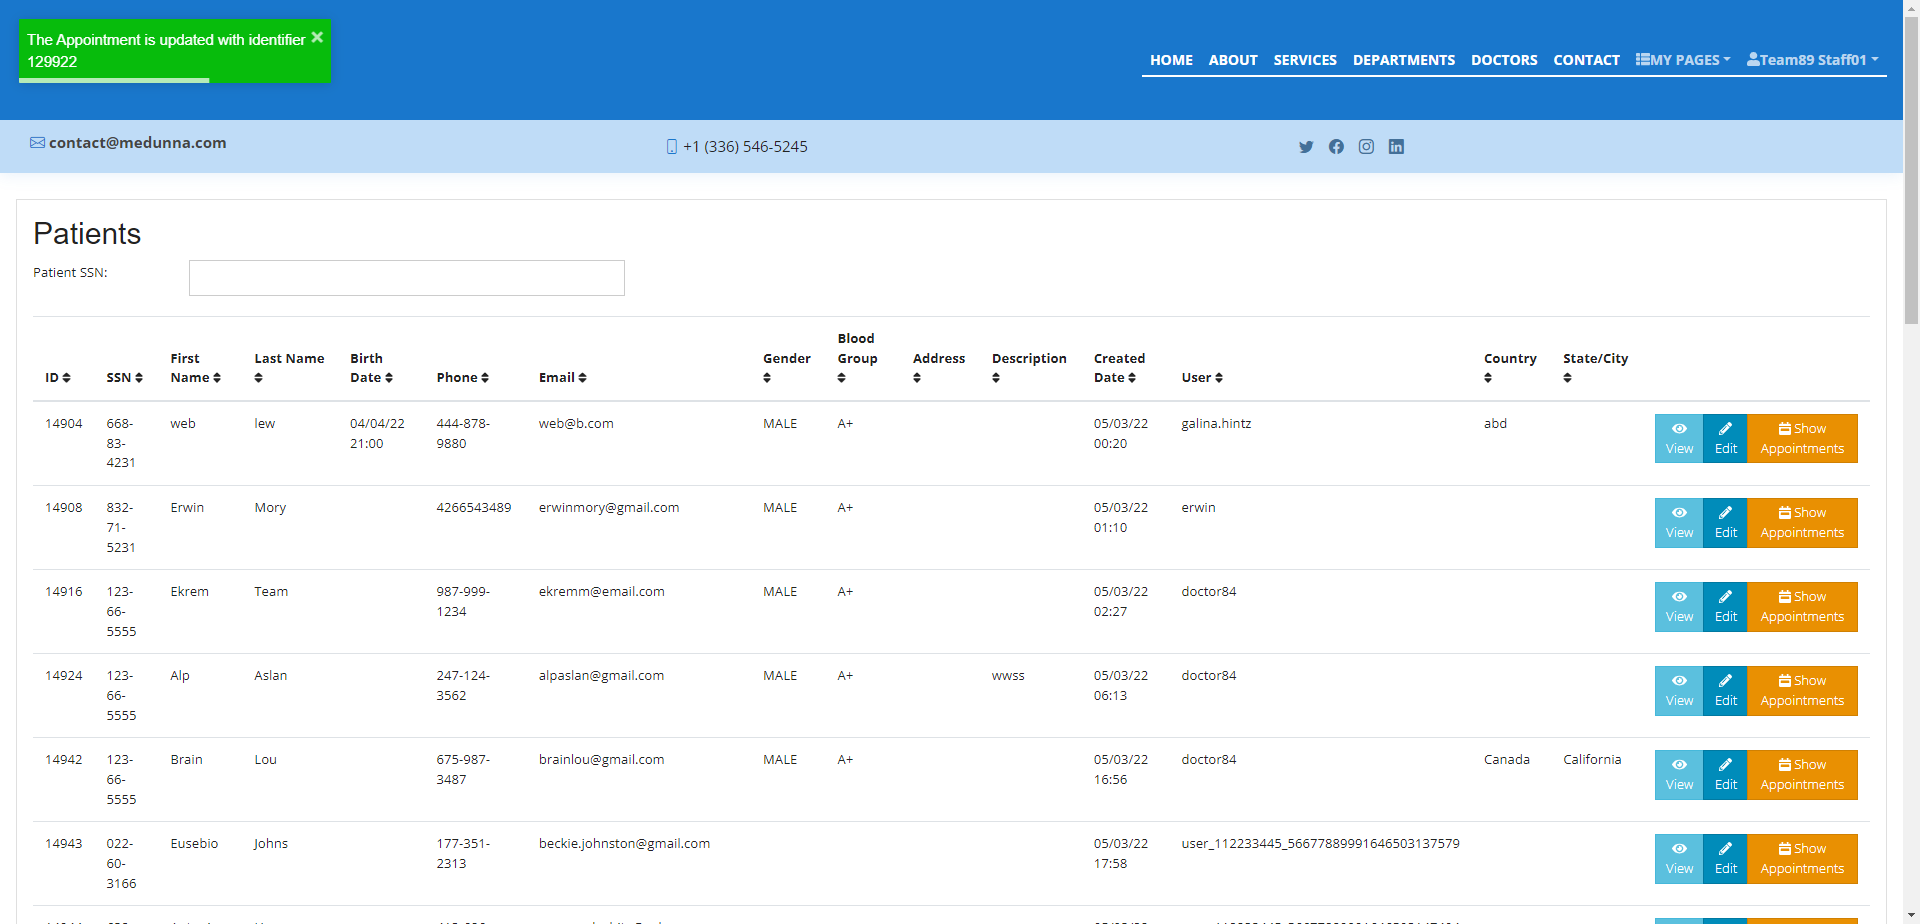 The Appointment is updated with identifier
129922
×
HOME ABOUT SERVICES DEPARTMENTS DOCTORS CONTACT MY PAGES Team89 Staff01
contact@medunna.com
+1 (336) 546-5245
Patients
Patient SSN:
ID SSN First Name Last Name Birth Date Phone Email Gender Blood Group Address Description Created Date User Country State/City
14904 668-83-4231 web lew 04/04/22 21:00 444-878-9880 web@b.com MALE A+ 05/03/22 00:20 galina.hintz abd View Edit Show Appointments
14908 832-71-5231 Erwin Mory 4266543489 erwinmory@gmail.com MALE A+ 05/03/22 01:10 erwin View Edit Show Appointments
14916 123-66-5555 Ekrem Team 987-999-1234 ekremm@email.com MALE A+ 05/03/22 02:27 doctor84 View Edit Show Appointments
14924 123-66-5555 Alp Aslan 247-124-3562 alpaslan@gmail.com MALE A+ wwss 05/03/22 06:13 doctor84 View Edit Show Appointments
14942 123-66-5555 Brain Lou 675-987-3487 brainlou@gmail.com MALE A+ 05/03/22 16:56 doctor84 Canada California View Edit Show Appointments
14943 022-60-3166 Eusebio Johns 177-351-2313 beckie.johnston@gmail.com 05/03/22 17:58 user_112233445_56677889991646503137579 View Edit Show Appointments